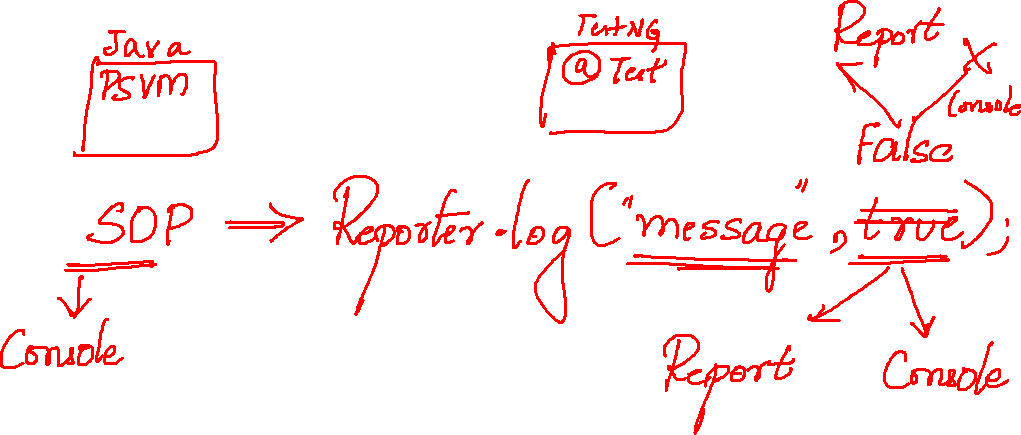 Java
PSVM
TestNG
@Test
Report
X
Console
False
SOP ⇒ Reporter.log("message", true);
Console
Report
Console